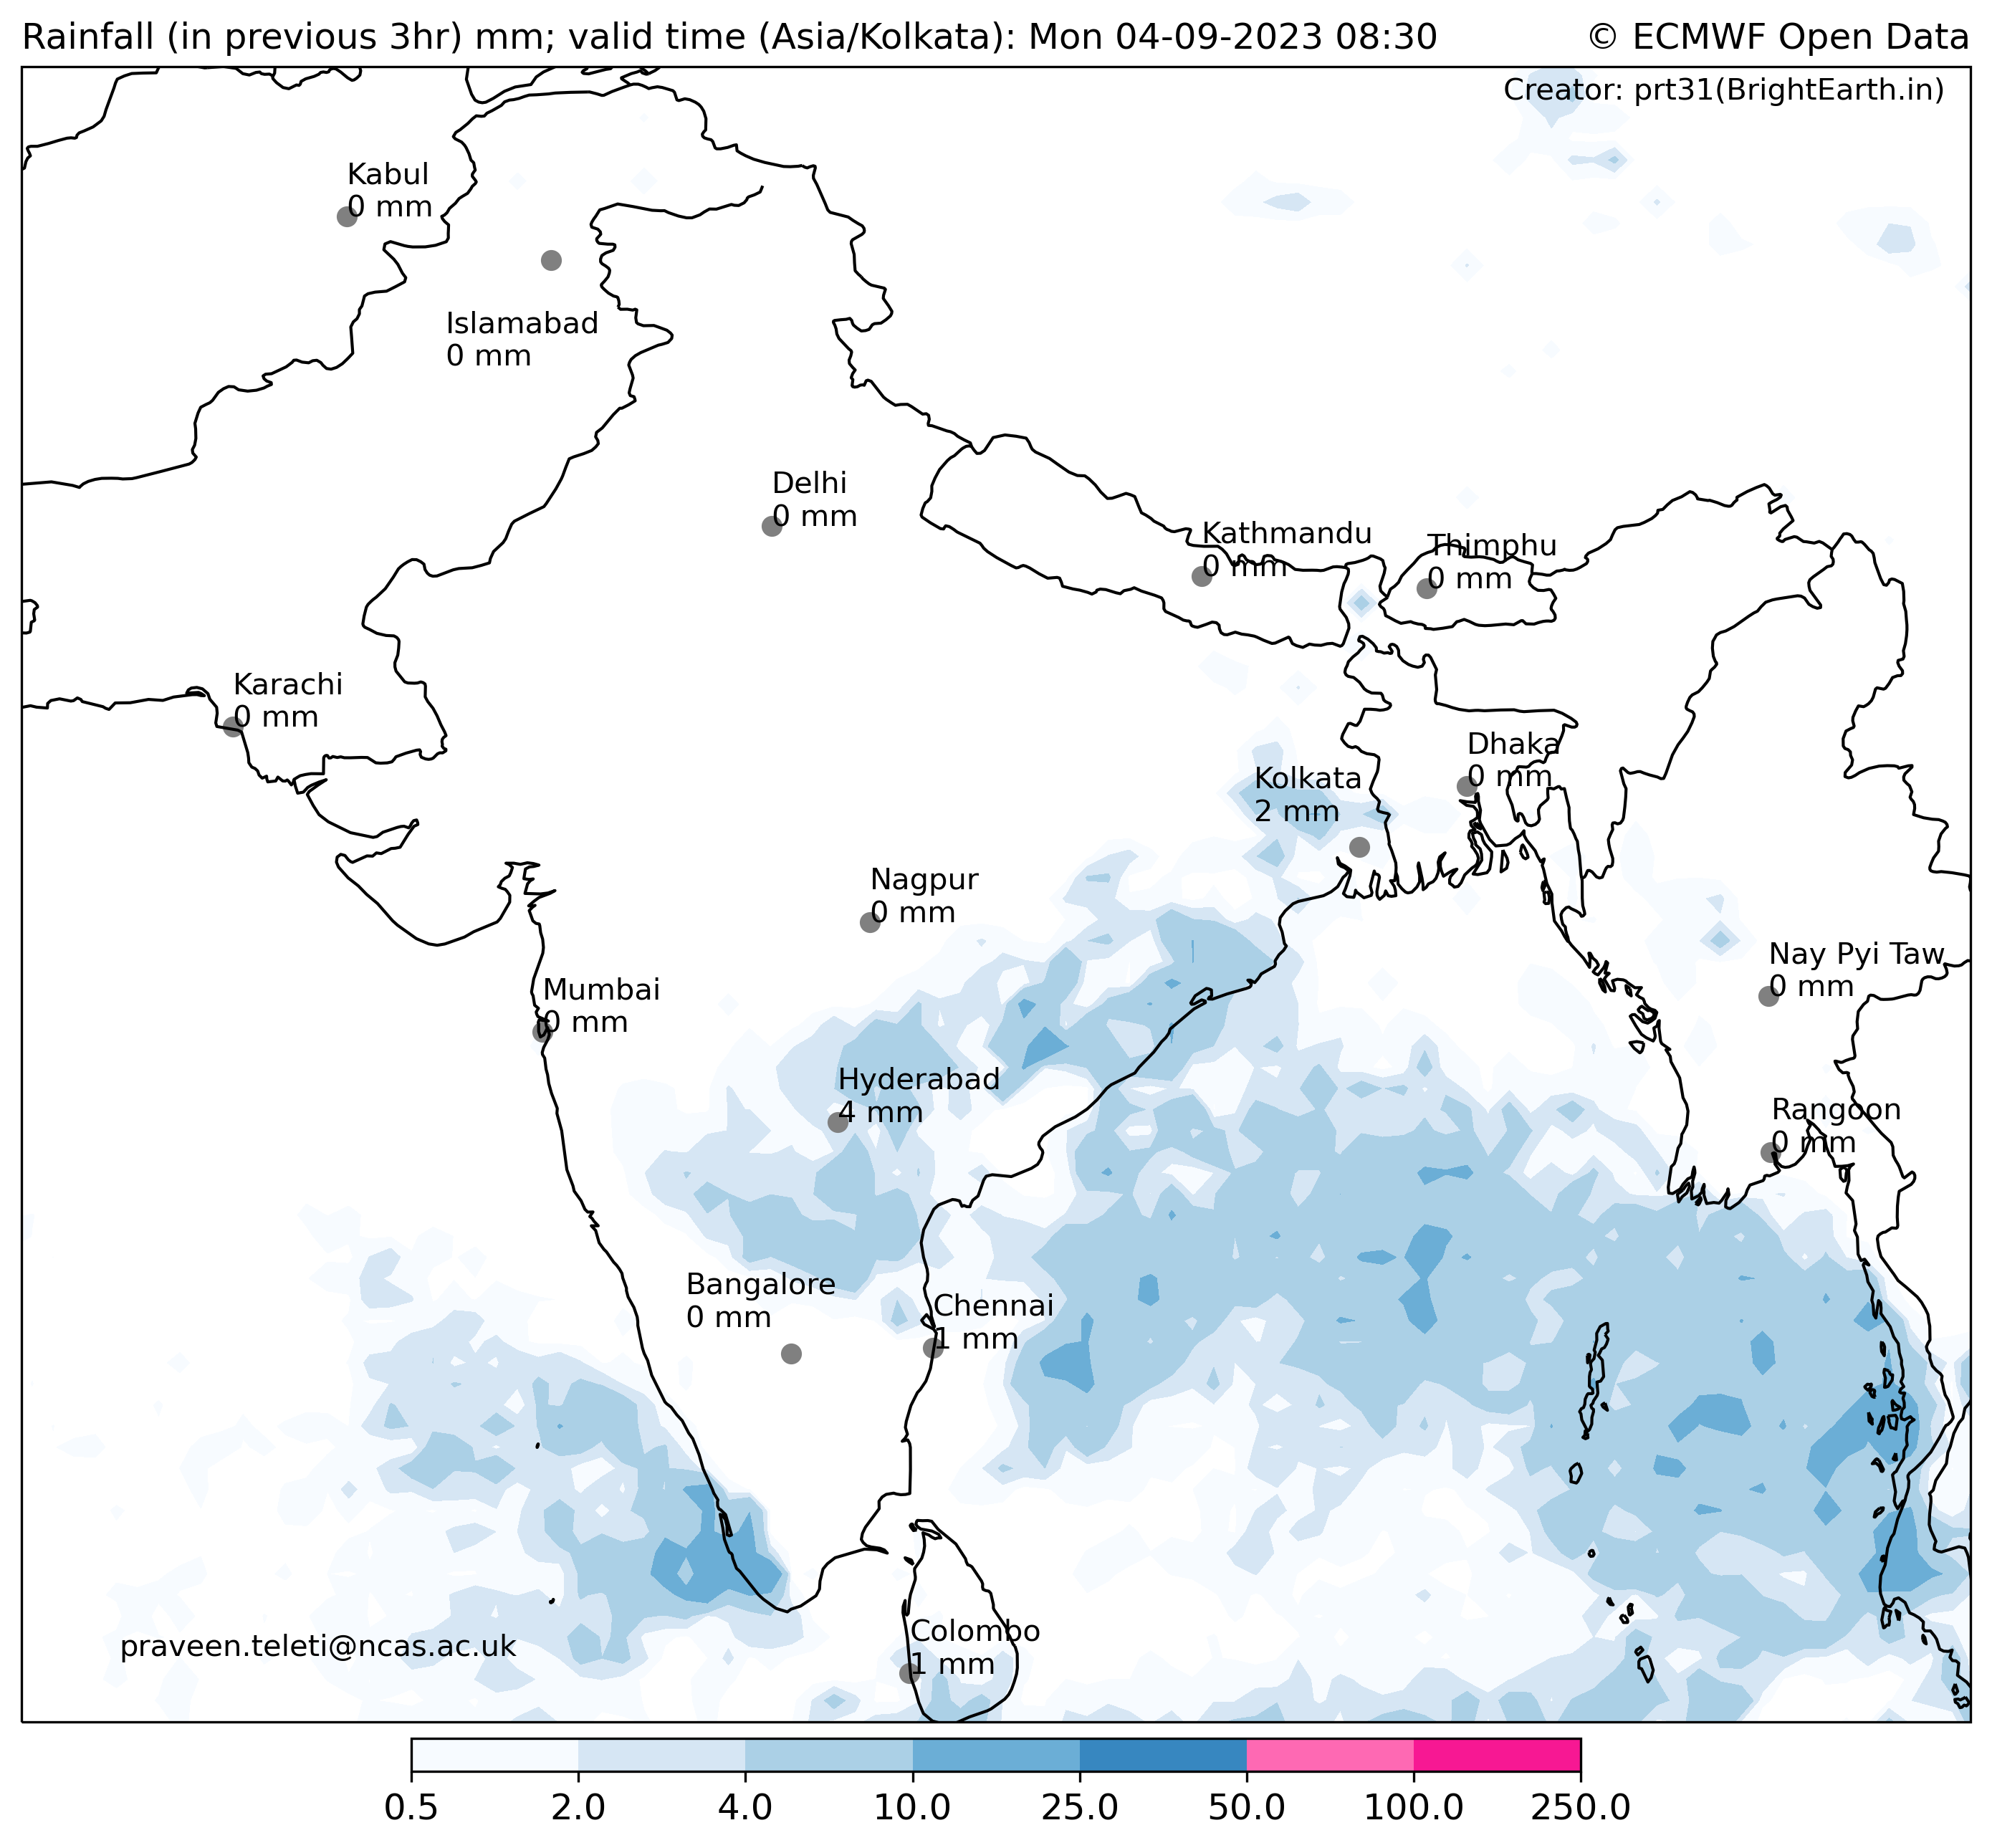 Rainfall (in previous 3hr) mm; valid time (Asia/Kolkata): Mon 04-09-2023 08:30
© ECMWF Open Data
Creator: prt31(BrightEarth.in)
Kabul
0 mm
Islamabad
0 mm
Delhi
0 mm
Kathmandu
0 mm
Thimphu
0 mm
Karachi
0 mm
Dhaka
0 mm
Kolkata
2 mm
Nagpur
0 mm
Nay Pyi Taw
0 mm
Mumbai
0 mm
Hyderabad
4 mm
Rangoon
0 mm
Bangalore
0 mm
Chennai
1 mm
Colombo
1 mm
praveen.teleti@ncas.ac.uk
0.5 2.0 4.0 10.0 25.0 50.0 100.0 250.0